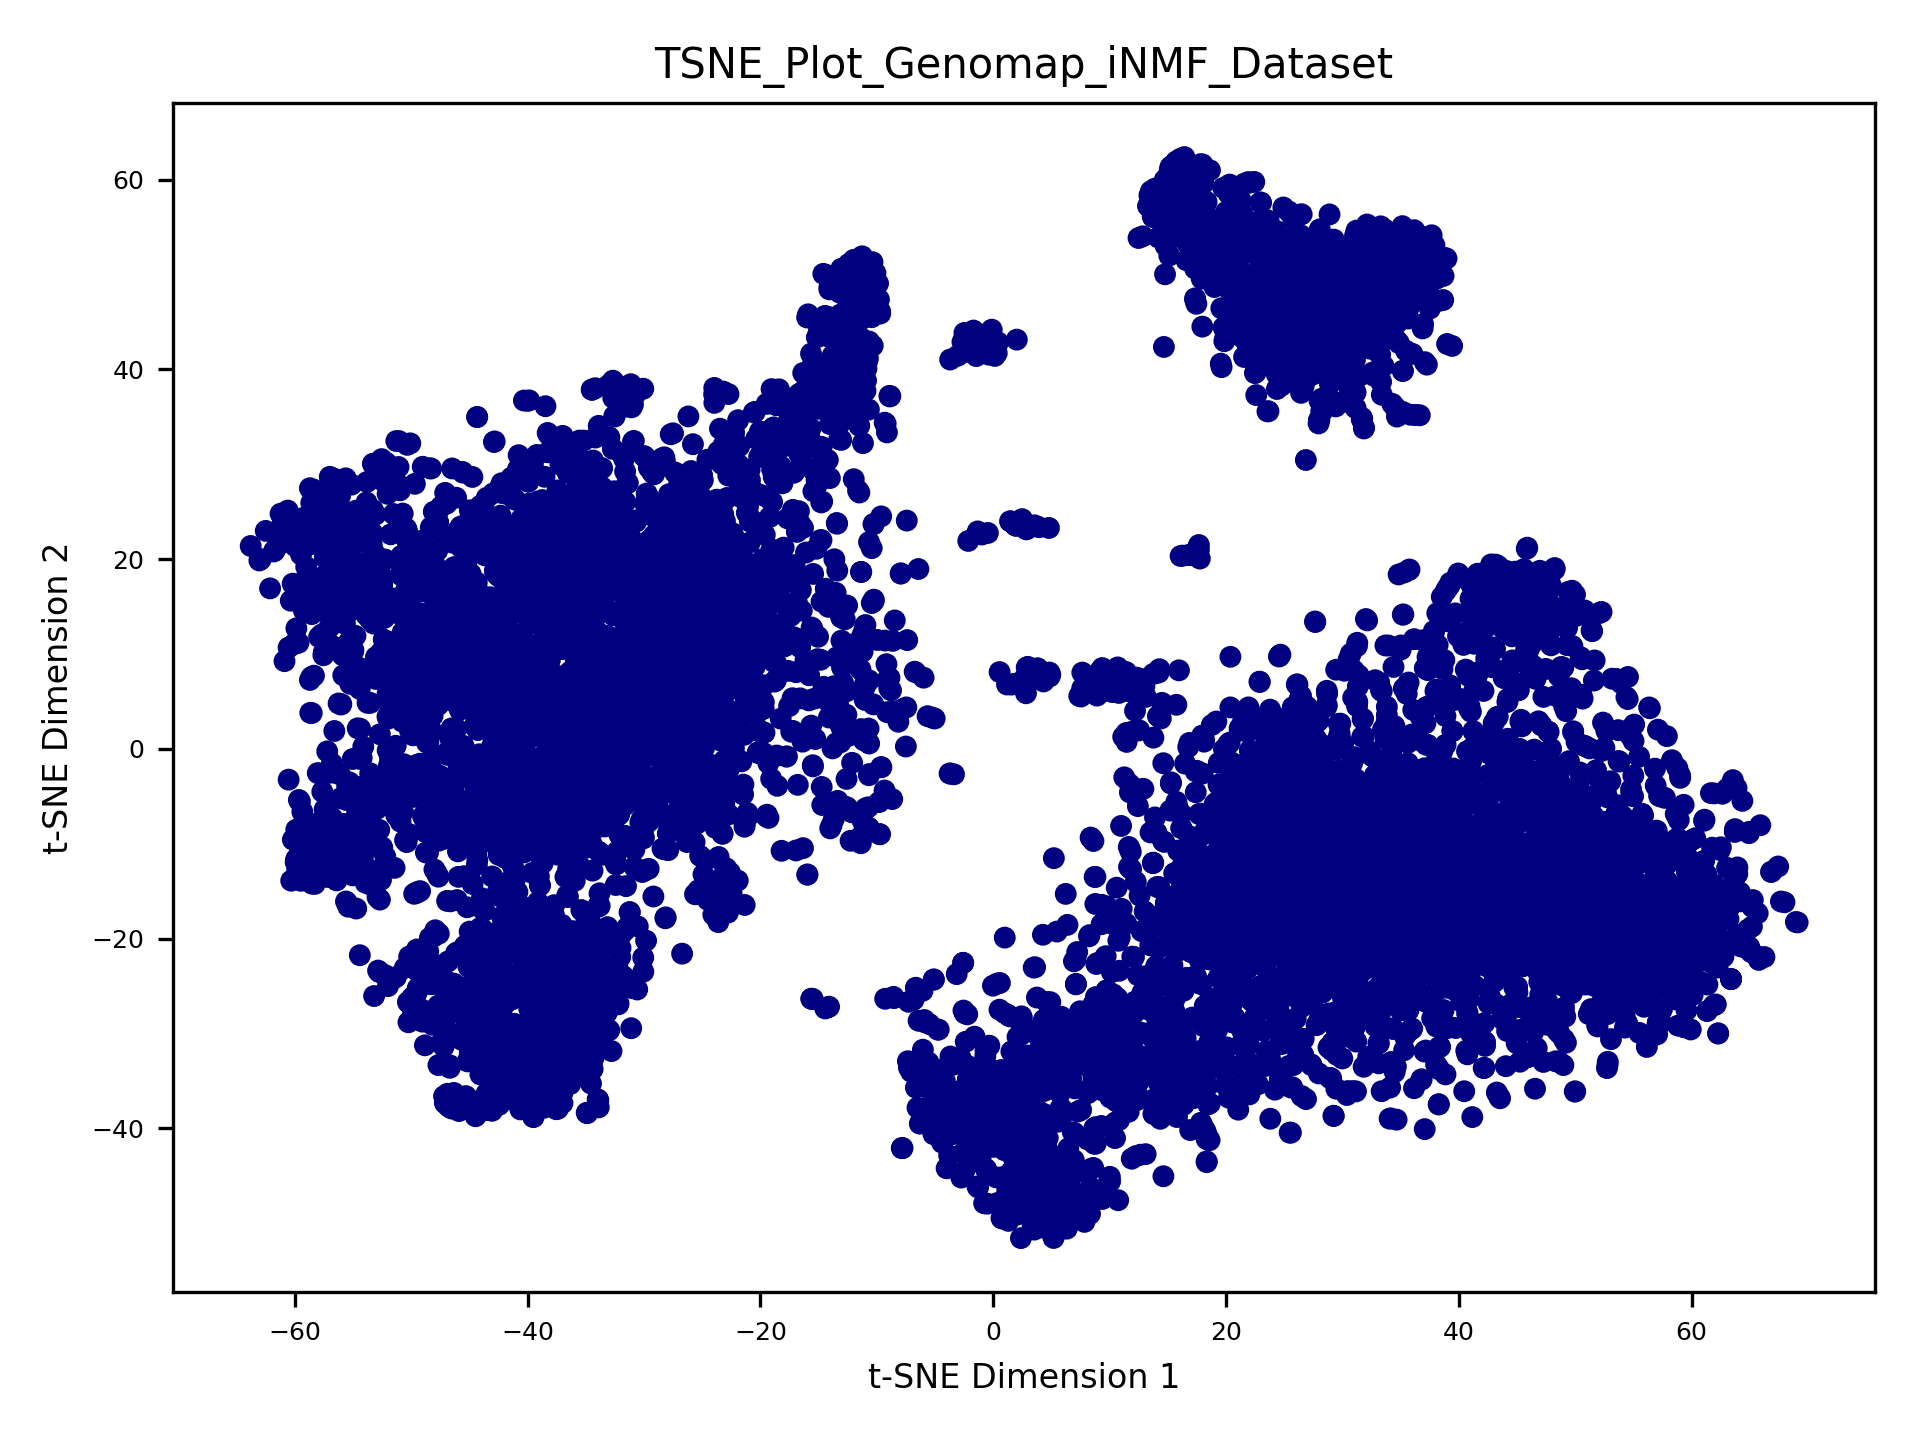 TSNE_Plot_Genomap_iNMF_Dataset
60
40
20
0
−20
−40
t-SNE Dimension 2
−60 −40 −20 0 20 40 60
t-SNE Dimension 1